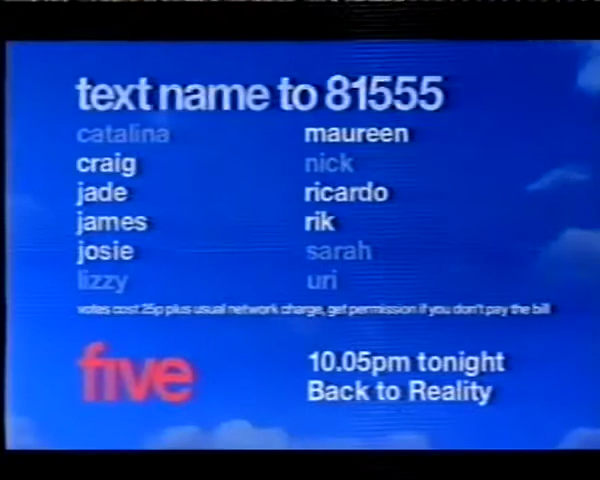 text name to 81555
catalina
craig
jade
james
josie
lizzy
maureen
nick
ricardo
rik
sarah
uri
votes cost 25p plus usual network charge, get permission if you don't pay the bill
five
10.05pm tonight
Back to Reality